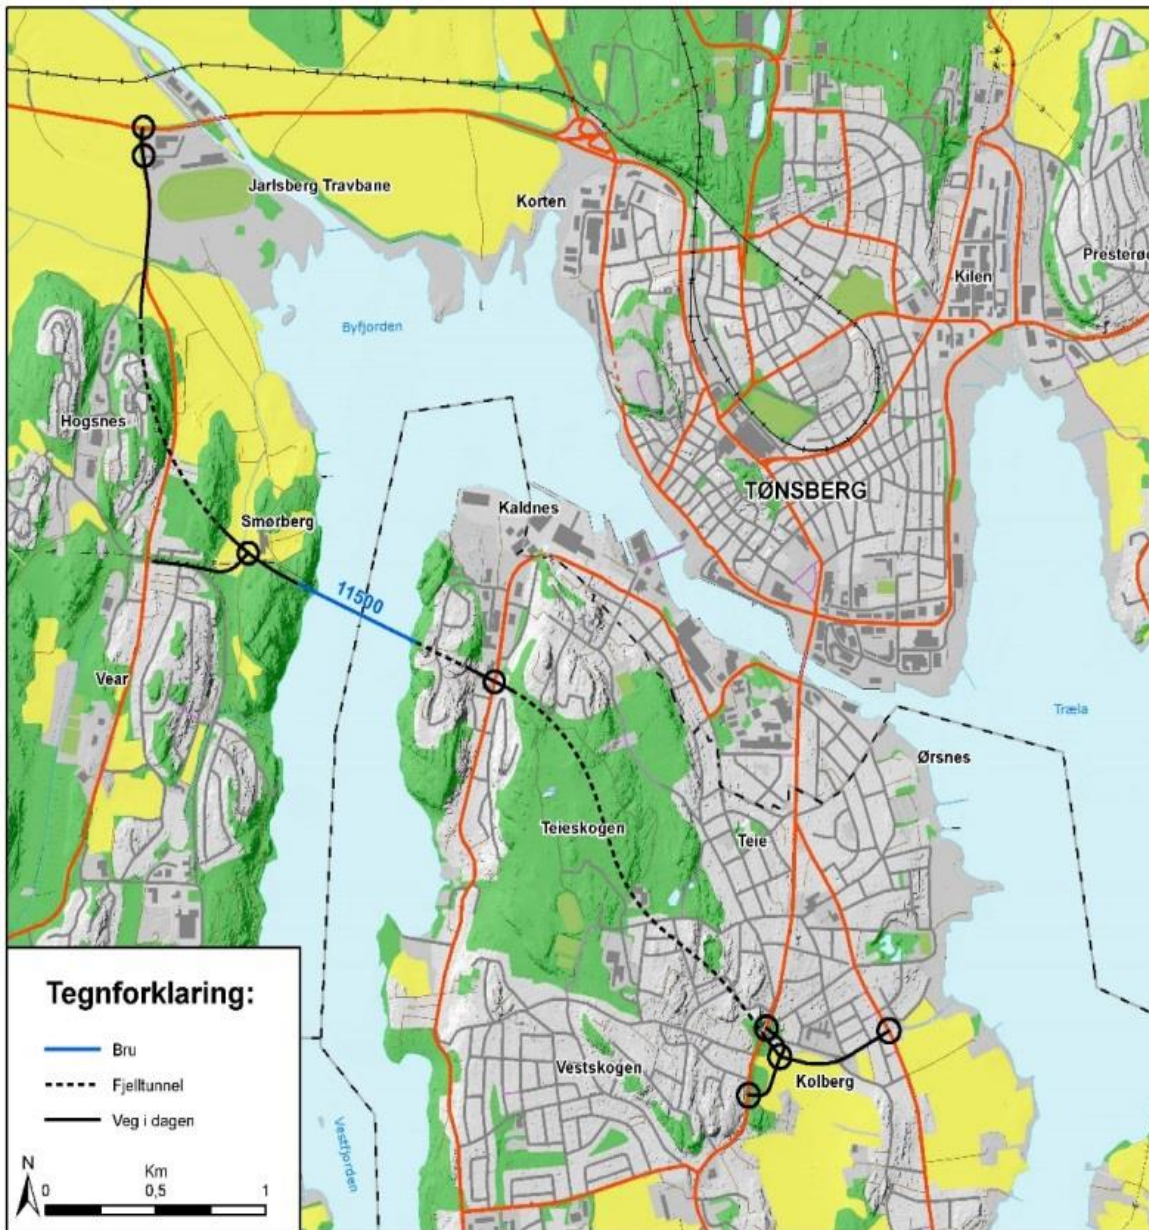 Jarlsberg Travbane
Korten
Presterød
Kilen
Byfjorden
Hogsnes
TØNSBERG
Kaldnes
Smørberg
11500
Vear
Træla
Ørsnes
Teieskogen
Teie
Tegnforklaring:
Bru
Vestskogen
Kolberg
Fjelltunnel
Veg i dagen
Vestfjorden
N
Km
0 0,5 1